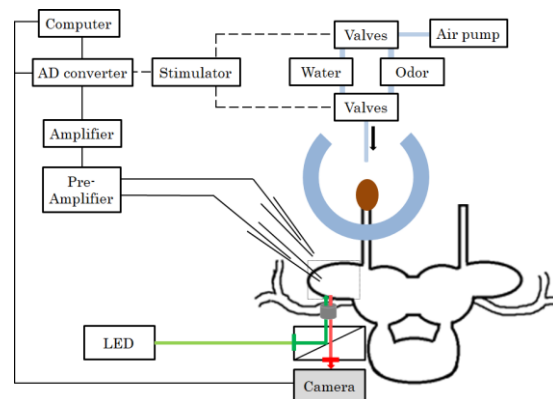 Computer
Valves
Air pump
AD converter
Stimulator
Water
Odor
Valves
Amplifier
Pre-
Amplifier
LED
Camera